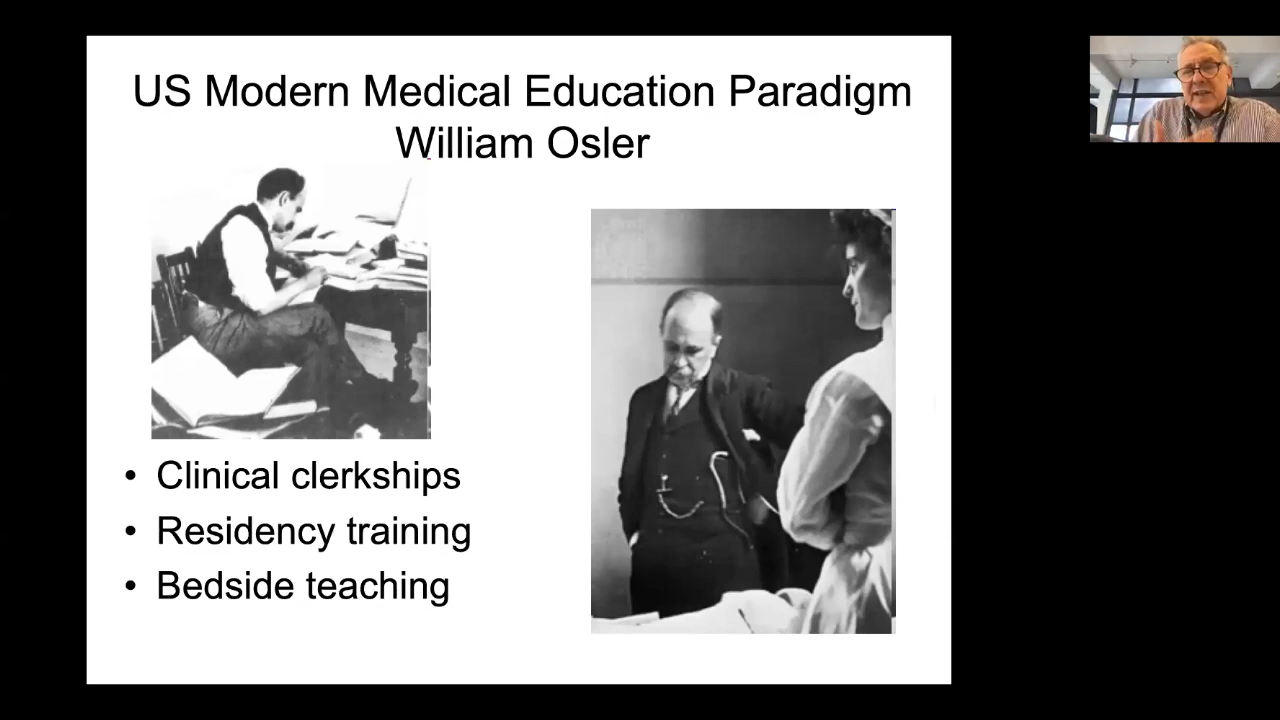 US Modern Medical Education Paradigm
William Osler
• Clinical clerkships
• Residency training
• Bedside teaching